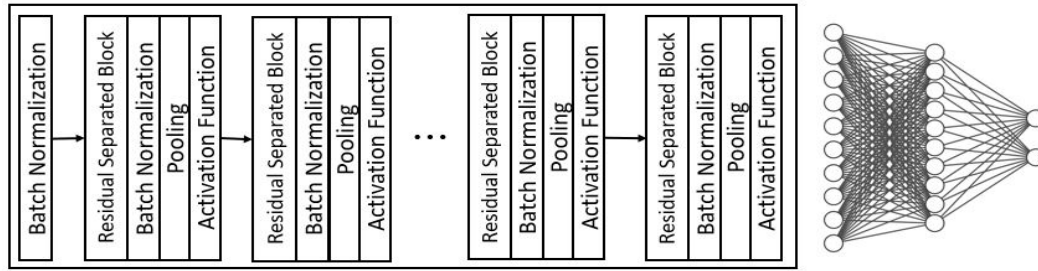 Batch Normalization
Residual Separated Block
Batch Normalization
Pooling
Activation Function
Residual Separated Block
Batch Normalization
Pooling
Activation Function
...
Residual Separated Block
Batch Normalization
Pooling
Activation Function
Residual Separated Block
Batch Normalization
Pooling
Activation Function